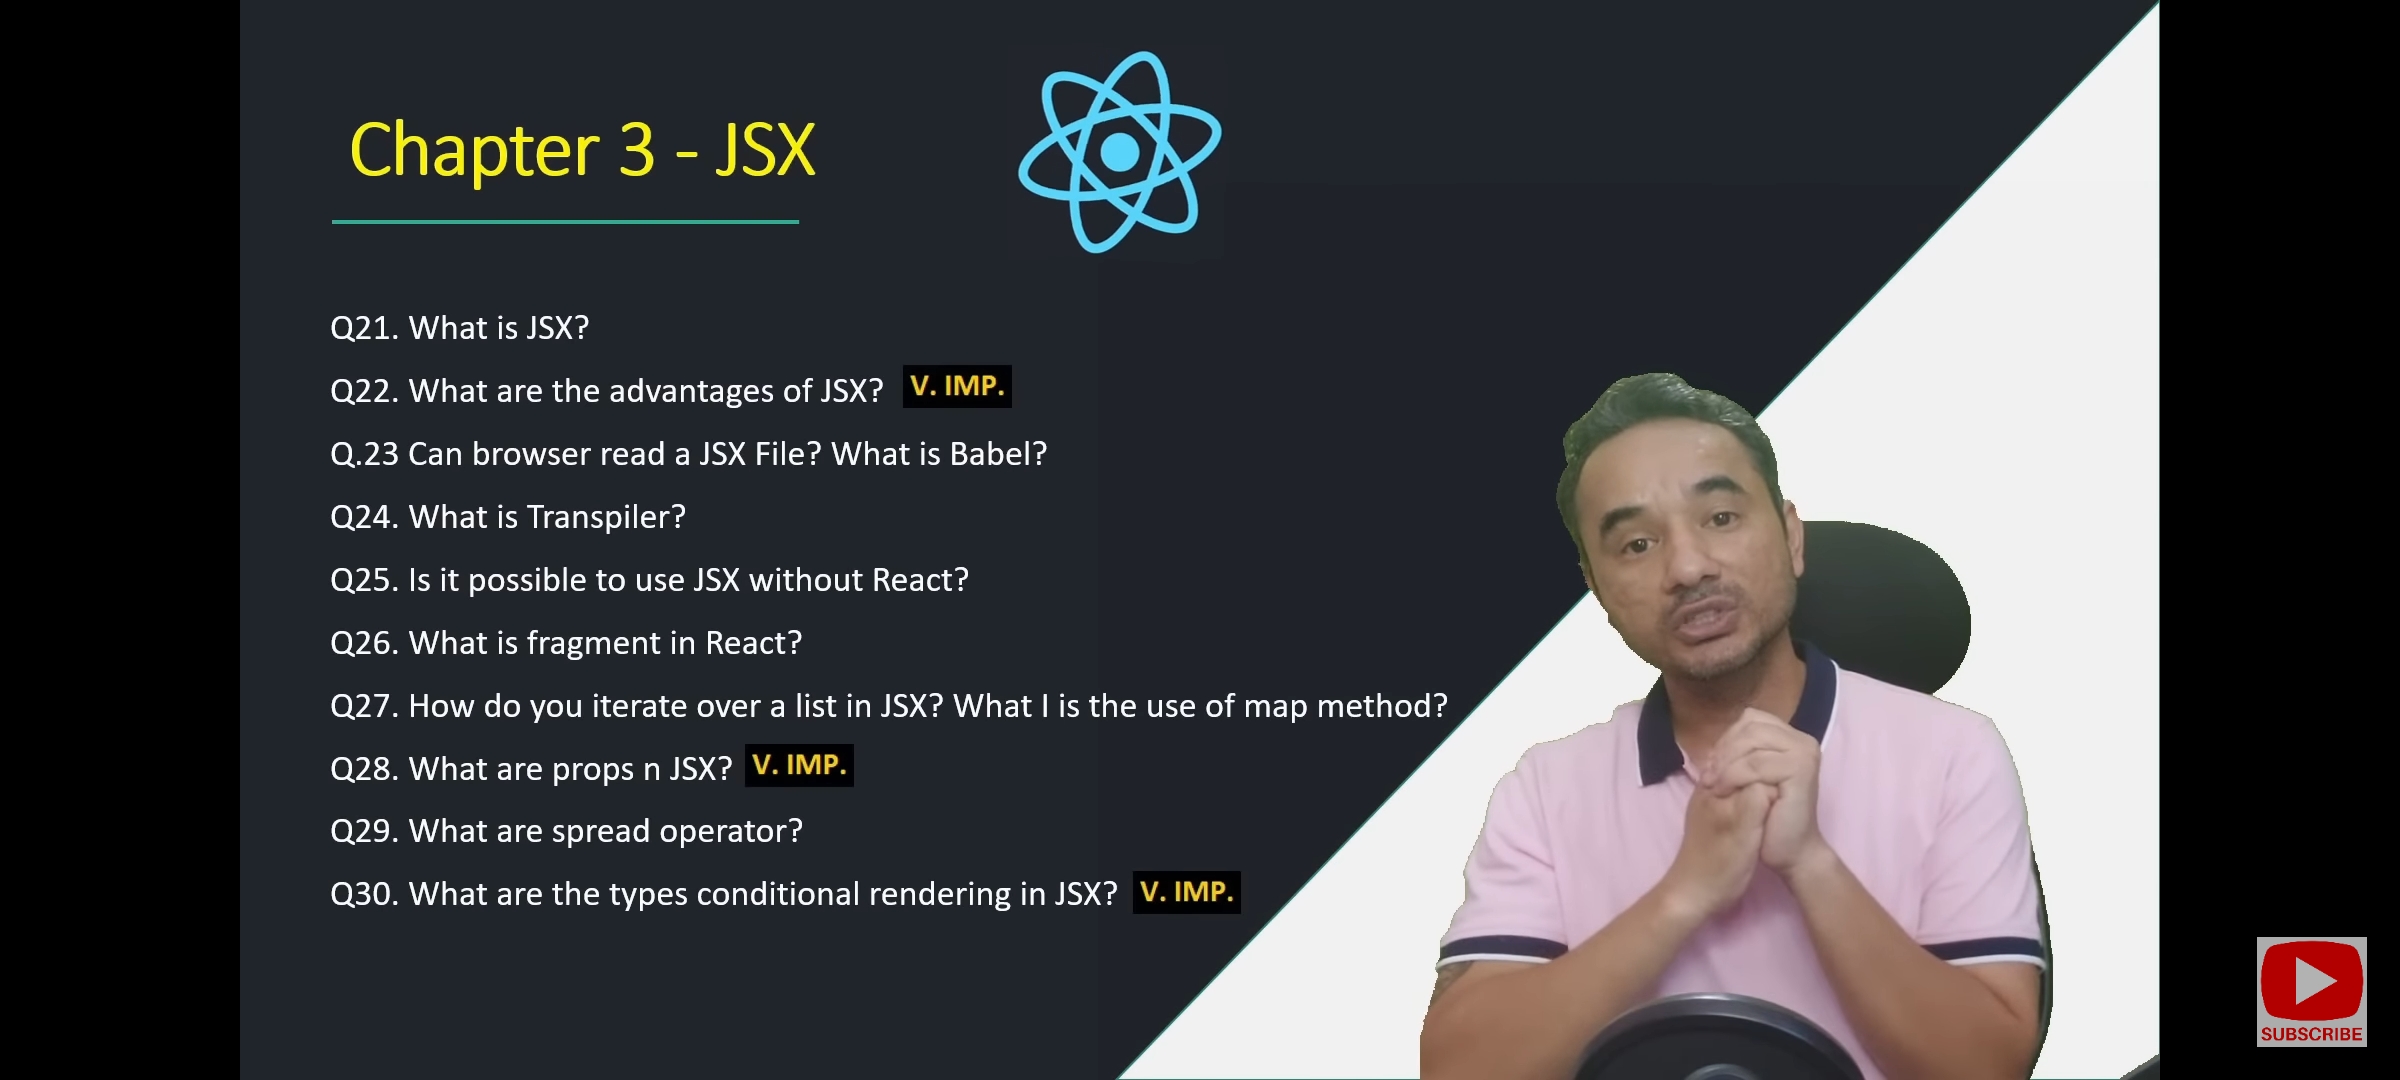 Chapter 3 - JSX
Q21. What is JSX?
Q22. What are the advantages of JSX? V. IMP.
Q.23 Can browser read a JSX File? What is Babel?
Q24. What is Transpiler?
Q25. Is it possible to use JSX without React?
Q26. What is fragment in React?
Q27. How do you iterate over a list in JSX? What I is the use of map method?
Q28. What are props n JSX? V. IMP.
Q29. What are spread operator?
Q30. What are the types conditional rendering in JSX? V. IMP.
SUBSCRIBE